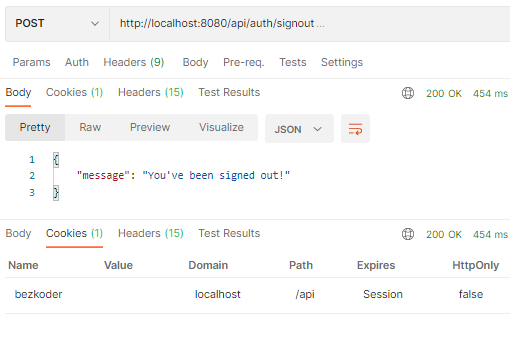 POST http://localhost:8080/api/auth/signout...
Params Auth Headers (9) Body Pre-req. Tests Settings
Body Cookies (1) Headers (15) Test Results 200 OK 454 ms
Pretty Raw Preview Visualize JSON
1 {
2 "message": "You've been signed out!"
3 }
Body Cookies (1) Headers (15) Test Results 200 OK 454 ms
Name Value Domain Path Expires HttpOnly
bezkoder localhost /api Session false